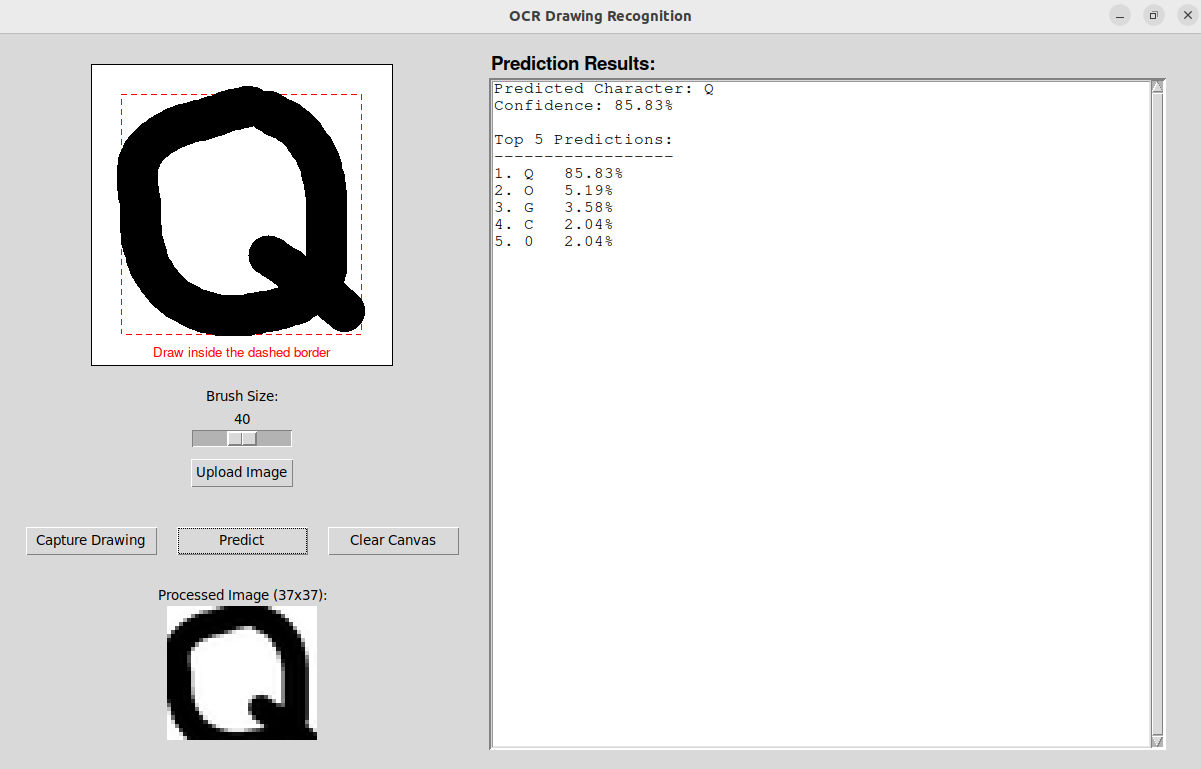 OCR Drawing Recognition
Q
Draw inside the dashed border
Brush Size:
40
Upload Image
Capture Drawing Predict Clear Canvas
Processed Image (37x37):
Q
Prediction Results:
Predicted Character: Q
Confidence: 85.83%
Top 5 Predictions:
------------------
1. Q 85.83%
2. O 5.19%
3. G 3.58%
4. C 2.04%
5. 0 2.04%